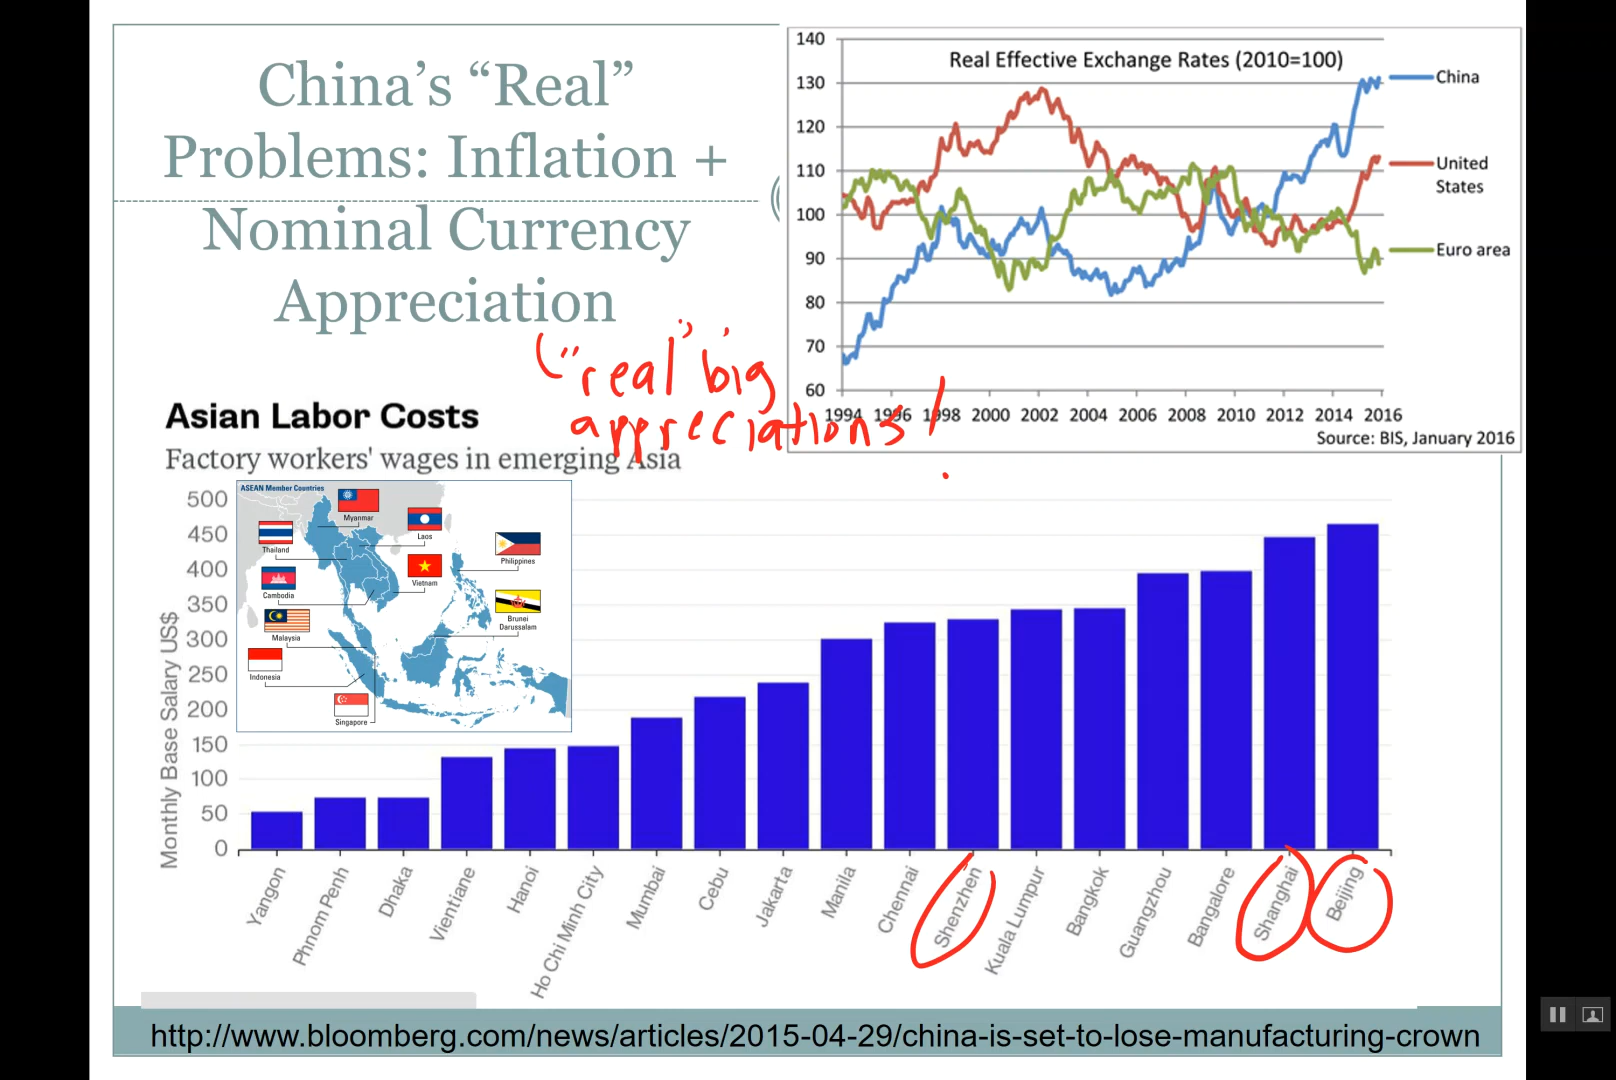 China's “Real”
Problems: Inflation +
Nominal Currency
Appreciation
("real" big
appreciations!
Real Effective Exchange Rates (2010=100)
140
130
120
110
100
90
80
70
60
1994 1996 1998 2000 2002 2004 2006 2008 2010 2012 2014 2016
China
United
States
Euro area
Source: BIS, January 2016
Asian Labor Costs
Factory workers' wages in emerging Asia
Monthly Base Salary US$
500
450
400
350
300
250
200
150
100
50
0
ASEAN Member Countries
Myanmar
Laos
Thailand
Philippines
Vietnam
Cambodia
Brunei
Darussalam
Malaysia
Indonesia
Singapore
Yangon
Phnom Penh
Dhaka
Vientiane
Hanoi
Ho Chi Minh City
Mumbai
Cebu
Jakarta
Manila
Chennai
Shenzhen
Kuala Lumpur
Bangkok
Guangzhou
Bangalore
Shanghai
Beijing
http://www.bloomberg.com/news/articles/2015-04-29/china-is-set-to-lose-manufacturing-crown